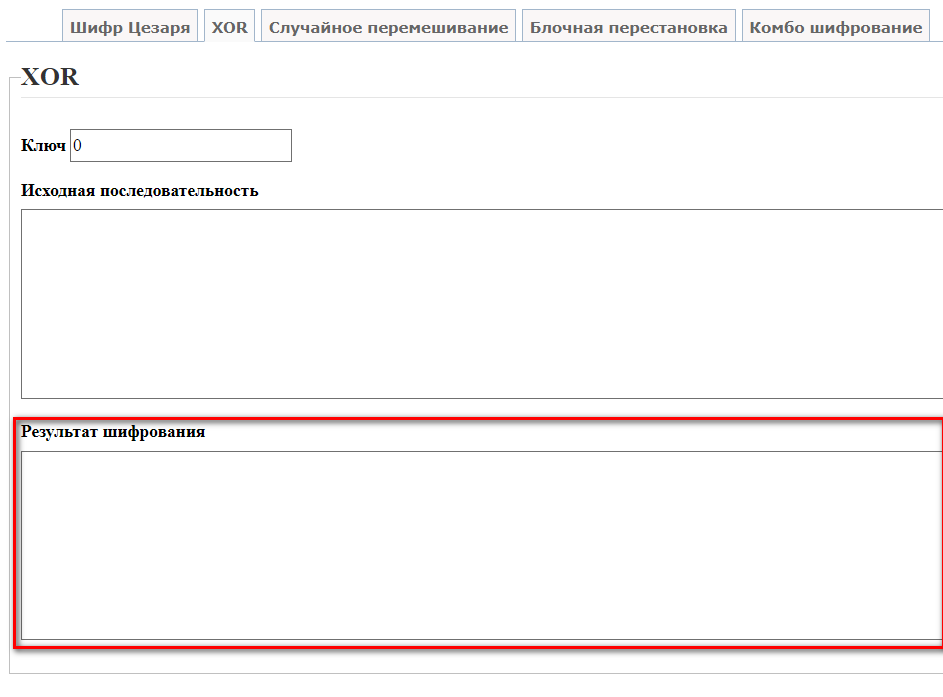 Шифр Цезаря XOR Случайное перемешивание Блочная перестановка Комбо шифрование
XOR
Ключ 0
Исходная последовательность
Результат шифрования